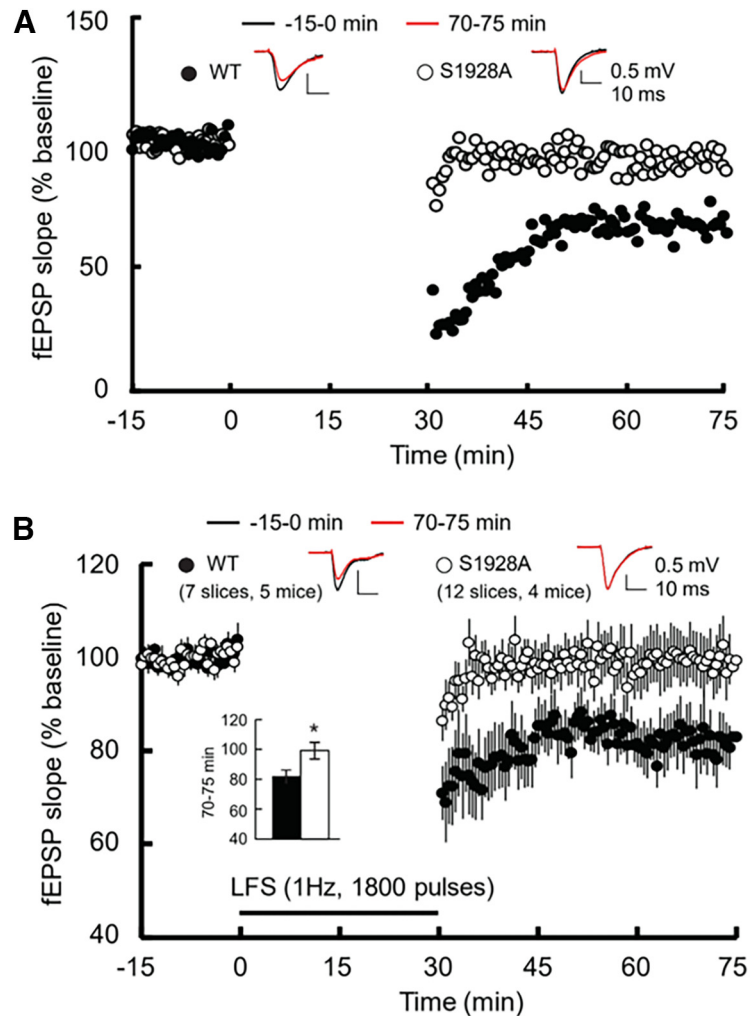 A
-15-0 min 70-75 min
WT S1928A 0.5 mV
10 ms
150
100
50
0
fEPSP slope (% baseline)
-15 0 15 30 45 60 75
Time (min)
B
-15-0 min 70-75 min
WT S1928A 0.5 mV
(7 slices, 5 mice) (12 slices, 4 mice) 10 ms
120
100
80
60
40
fEPSP slope (% baseline)
120
100
80
60
40
70-75 min
*
LFS (1Hz, 1800 pulses)
-15 0 15 30 45 60 75
Time (min)